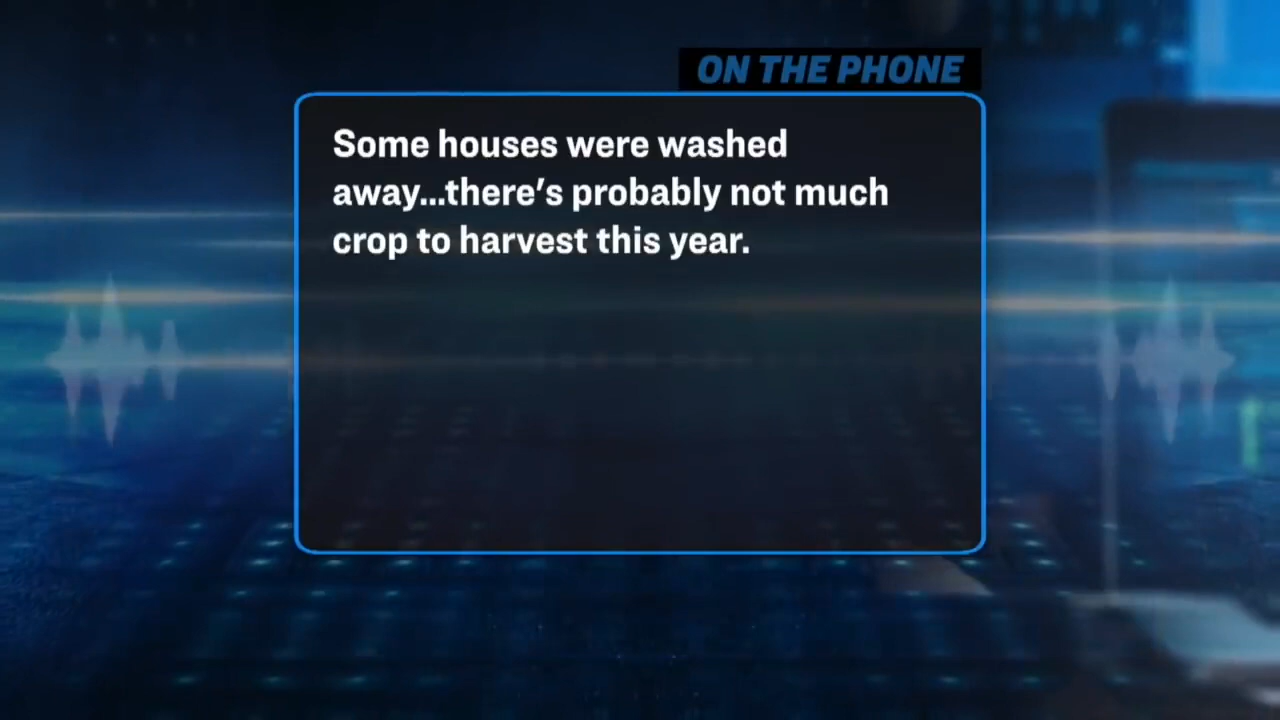 ON THE PHONE
Some houses were washed
away...there's probably not much
crop to harvest this year.